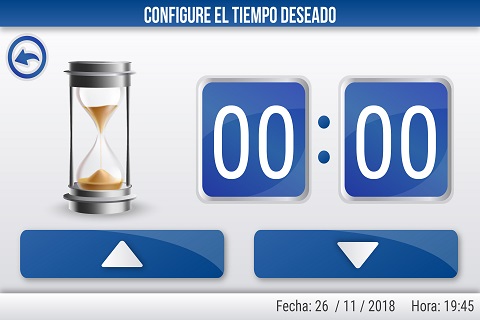 CONFIGURE EL TIEMPO DESEADO
00:00
Fecha: 26 / 11 / 2018 Hora: 19:45